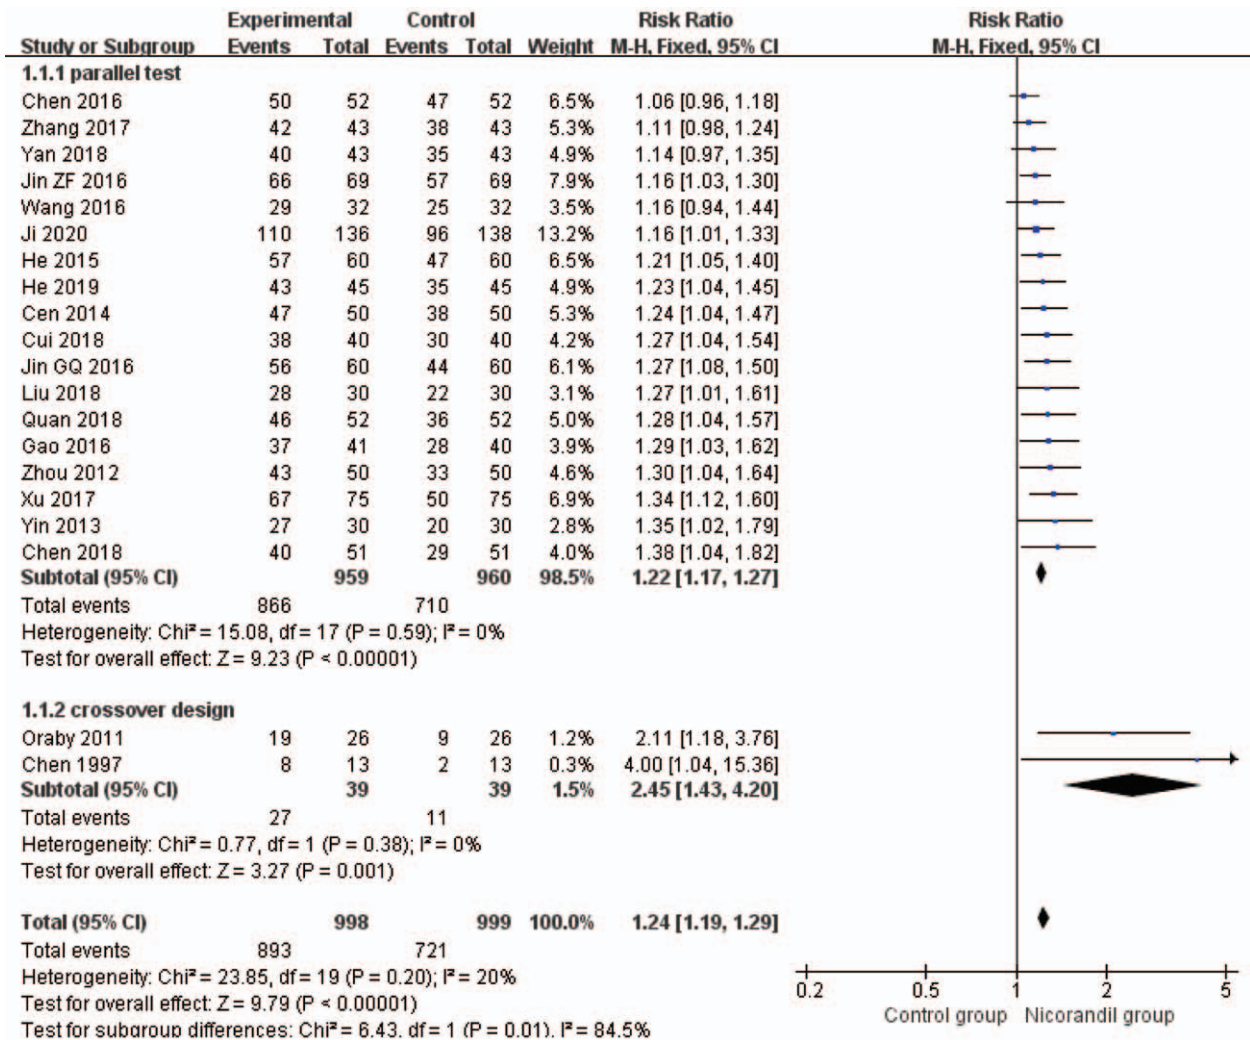 Experimental Control Risk Ratio Risk Ratio
Study or Subgroup Events Total Events Total Weight M-H, Fixed, 95% CI M-H, Fixed, 95% CI
1.1.1 parallel test
Chen 2016 50 52 47 52 6.5% 1.06 [0.96, 1.18]
Zhang 2017 42 43 38 43 5.3% 1.11 [0.98, 1.24]
Yan 2018 40 43 35 43 4.9% 1.14 [0.97, 1.35]
Jin ZF 2016 66 69 57 69 7.9% 1.16 [1.03, 1.30]
Wang 2016 29 32 25 32 3.5% 1.16 [0.94, 1.44]
Ji 2020 110 136 96 138 13.2% 1.16 [1.01, 1.33]
He 2015 57 60 47 60 6.5% 1.21 [1.05, 1.40]
He 2019 43 45 35 45 4.9% 1.23 [1.04, 1.45]
Cen 2014 47 50 38 50 5.3% 1.24 [1.04, 1.47]
Cui 2018 38 40 30 40 4.2% 1.27 [1.04, 1.54]
Jin GQ 2016 56 60 44 60 6.1% 1.27 [1.08, 1.50]
Liu 2018 28 30 22 30 3.1% 1.27 [1.01, 1.61]
Quan 2018 46 52 36 52 5.0% 1.28 [1.04, 1.57]
Gao 2016 37 41 28 40 3.9% 1.29 [1.03, 1.62]
Zhou 2012 43 50 33 50 4.6% 1.30 [1.04, 1.64]
Xu 2017 67 75 50 75 6.9% 1.34 [1.12, 1.60]
Yin 2013 27 30 20 30 2.8% 1.35 [1.02, 1.79]
Chen 2018 40 51 29 51 4.0% 1.38 [1.04, 1.82]
Subtotal (95% CI) 959 960 98.5% 1.22 [1.17, 1.27]
Total events 866 710
Heterogeneity: Chi² = 15.08, df = 17 (P = 0.59); I² = 0%
Test for overall effect: Z = 9.23 (P < 0.00001)
1.1.2 crossover design
Oraby 2011 19 26 9 26 1.2% 2.11 [1.18, 3.76]
Chen 1997 8 13 2 13 0.3% 4.00 [1.04, 15.36]
Subtotal (95% CI) 39 39 1.5% 2.45 [1.43, 4.20]
Total events 27 11
Heterogeneity: Chi² = 0.77, df = 1 (P = 0.38); I² = 0%
Test for overall effect: Z = 3.27 (P = 0.001)
Total (95% CI) 998 999 100.0% 1.24 [1.19, 1.29]
Total events 893 721
Heterogeneity: Chi² = 23.85, df = 19 (P = 0.20); I² = 20%
Test for overall effect: Z = 9.79 (P < 0.00001)
Test for subgroup differences: Chi² = 6.43, df = 1 (P = 0.01), I² = 84.5%
0.2 0.5 1 2 5
Control group Nicorandil group